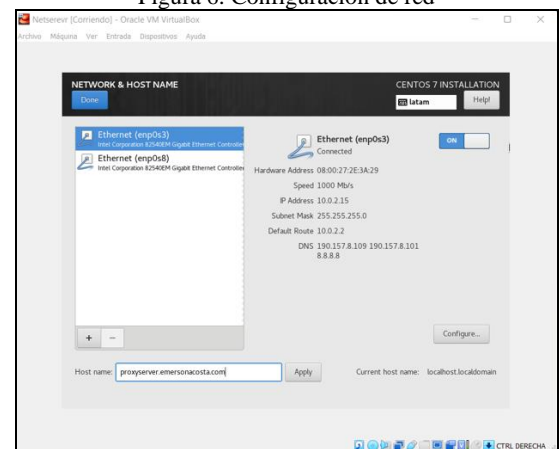 Figura 6. Configuración de red
Netserevr [Corriendo] - Oracle VM VirtualBox
Archivo Máquina Ver Entrada Dispositivos Ayuda
NETWORK & HOST NAME
CENTOS 7 INSTALLATION
Done
latam
Help!
Ethernet (enp0s3)
Intel Corporation 82540EM Gigabit Ethernet Controller
Ethernet (enp0s8)
Intel Corporation 82540EM Gigabit Ethernet Controller
Ethernet (enp0s3)
Connected
ON
Hardware Address 08:00:27:2E:3A:29
Speed 1000 Mb/s
IP Address 10.0.2.15
Subnet Mask 255.255.255.0
Default Route 10.0.2.2
DNS 190.157.8.109 190.157.8.101
8.8.8.8
+ −
Configure...
Host name: proxyserver.emersonacosta.com
Apply
Current host name: localhost.localdomain
CTRL DERECHA